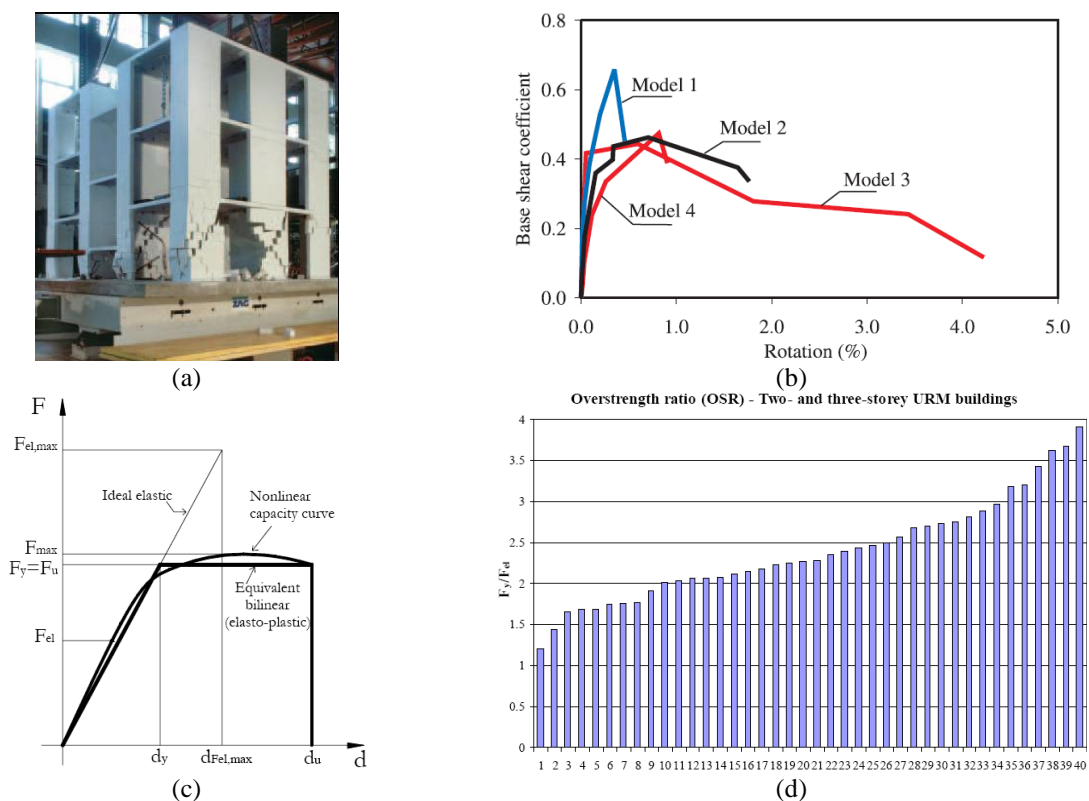 ZAG
(a)
0.8
0.6
0.4
0.2
0.0
Base shear coefficient
Model 1
Model 2
Model 3
Model 4
0.0 1.0 2.0 3.0 4.0 5.0
Rotation (%)
(b)
F
Fel,max
Ideal elastic
Nonlinear
capacity curve
Fmax
Fy=Fu
Equivalent
bilinear
(elasto-plastic)
Fel
dy dFel,max du d
(c)
Overstrength ratio (OSR) - Two- and three-storey URM buildings
4
3.5
3
2.5
2
1.5
1
0.5
0
Fy/Fel
1 2 3 4 5 6 7 8 9 10 11 12 13 14 15 16 17 18 19 20 21 22 23 24 25 26 27 28 29 30 31 32 33 34 35 36 37 38 39 40
(d)